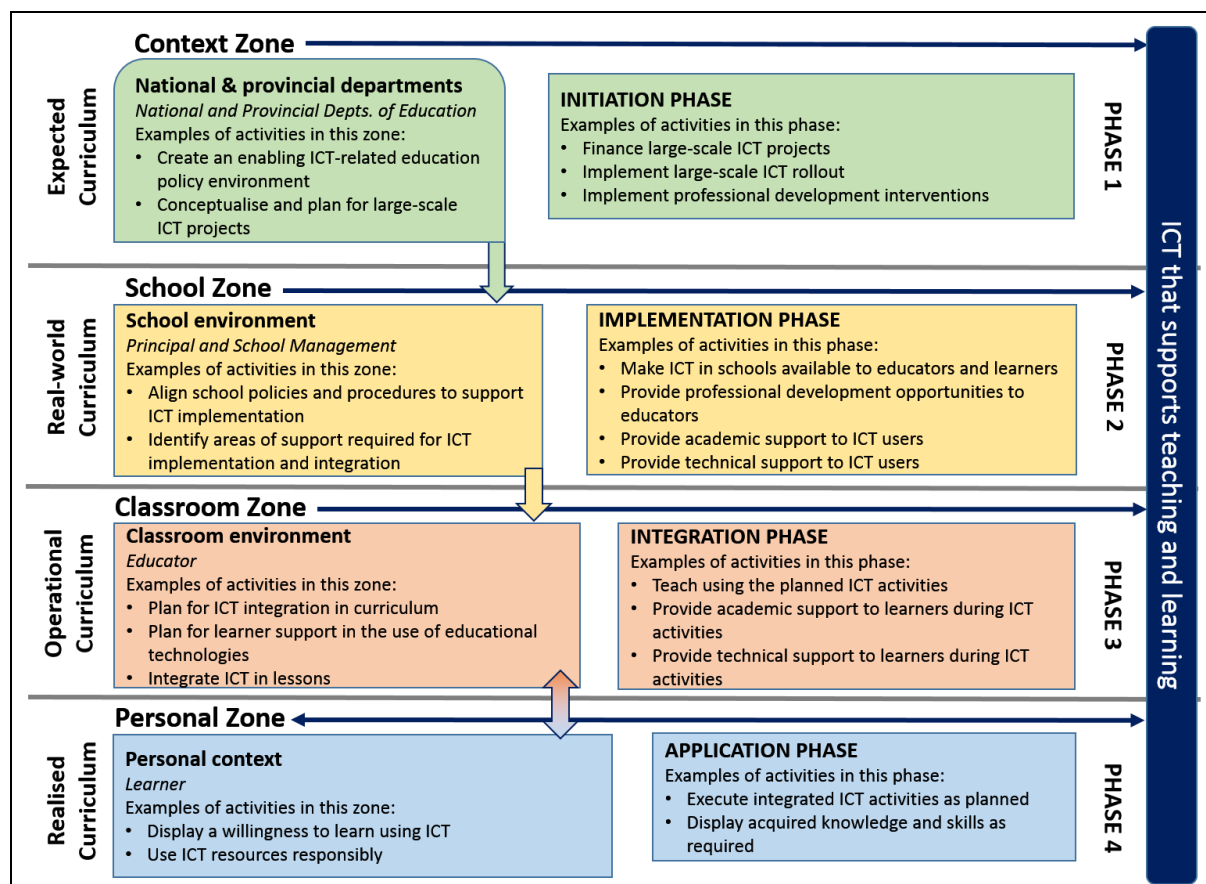 Context Zone
Expected
Curriculum
National & provincial departments
National and Provincial Depts. of Education
Examples of activities in this zone:
• Create an enabling ICT-related education
policy environment
• Conceptualise and plan for large-scale
ICT projects
INITIATION PHASE
Examples of activities in this phase:
• Finance large-scale ICT projects
• Implement large-scale ICT rollout
• Implement professional development interventions
PHASE 1
School Zone
Real-world
Curriculum
School environment
Principal and School Management
Examples of activities in this zone:
• Align school policies and procedures to support
ICT implementation
• Identify areas of support required for ICT
implementation and integration
IMPLEMENTATION PHASE
Examples of activities in this phase:
• Make ICT in schools available to educators and learners
• Provide professional development opportunities to
educators
• Provide academic support to ICT users
• Provide technical support to ICT users
PHASE 2
Classroom Zone
Operational
Curriculum
Classroom environment
Educator
Examples of activities in this zone:
• Plan for ICT integration in curriculum
• Plan for learner support in the use of educational
technologies
• Integrate ICT in lessons
INTEGRATION PHASE
Examples of activities in this phase:
• Teach using the planned ICT activities
• Provide academic support to learners during ICT
activities
• Provide technical support to learners during ICT
activities
PHASE 3
Personal Zone
Realised
Curriculum
Personal context
Learner
Examples of activities in this zone:
• Display a willingness to learn using ICT
• Use ICT resources responsibly
APPLICATION PHASE
Examples of activities in this phase:
• Execute integrated ICT activities as planned
• Display acquired knowledge and skills as
required
PHASE 4
ICT that supports teaching and learning